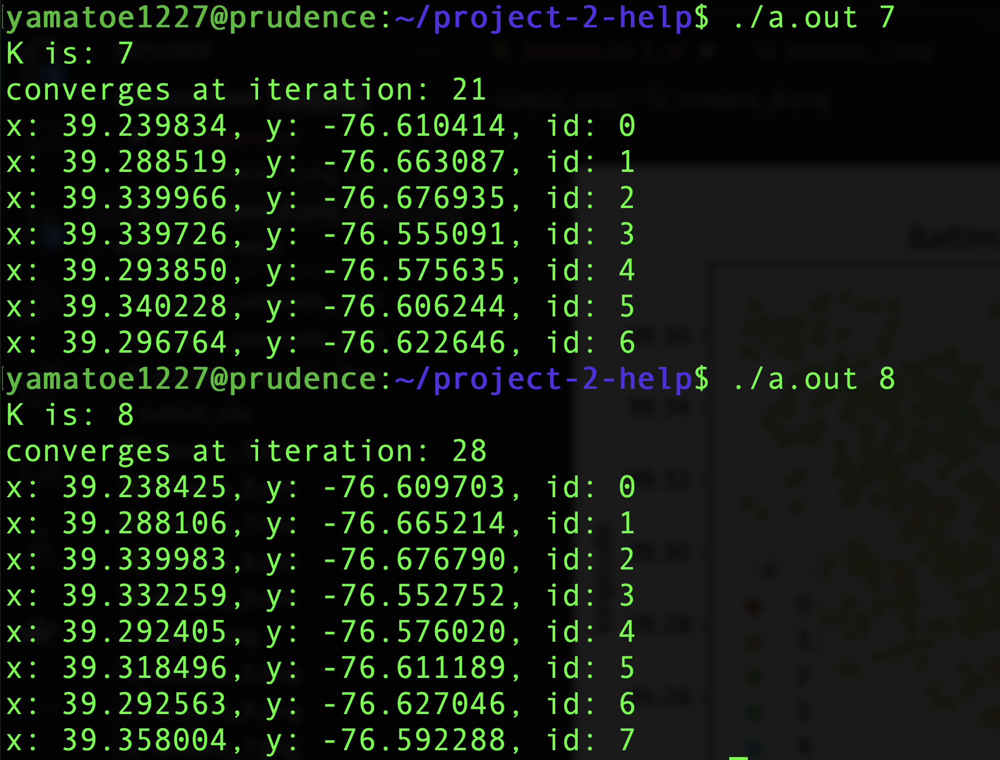 yamatoe1227@prudence:~/project-2-help$ ./a.out 7
K is: 7
converges at iteration: 21
x: 39.239834, y: -76.610414, id: 0
x: 39.288519, y: -76.663087, id: 1
x: 39.339966, y: -76.676935, id: 2
x: 39.339726, y: -76.555091, id: 3
x: 39.293850, y: -76.575635, id: 4
x: 39.340228, y: -76.606244, id: 5
x: 39.296764, y: -76.622646, id: 6
yamatoe1227@prudence:~/project-2-help$ ./a.out 8
K is: 8
converges at iteration: 28
x: 39.238425, y: -76.609703, id: 0
x: 39.288106, y: -76.665214, id: 1
x: 39.339983, y: -76.676790, id: 2
x: 39.332259, y: -76.552752, id: 3
x: 39.292405, y: -76.576020, id: 4
x: 39.318496, y: -76.611189, id: 5
x: 39.292563, y: -76.627046, id: 6
x: 39.358004, y: -76.592288, id: 7